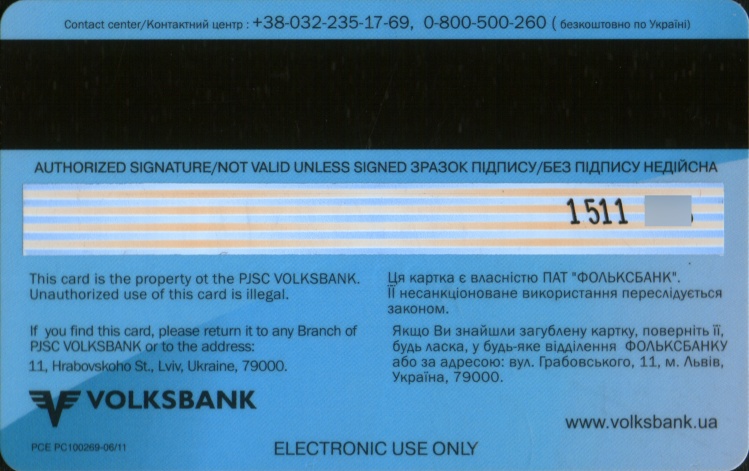 Contact center/Контактний центр : +38-032-235-17-69, 0-800-500-260 ( безкоштовно по Україні)
AUTHORIZED SIGNATURE/NOT VALID UNLESS SIGNED ЗРАЗОК ПІДПИСУ/БЕЗ ПІДПИСУ НЕДІЙСНА
1511
This card is the property ot the PJSC VOLKSBANK.
Unauthorized use of this card is illegal.
If you find this card, please return it to any Branch of
PJSC VOLKSBANK or to the address:
11, Hrabovskoho St., Lviv, Ukraine, 79000.
Ця картка є власністю ПАТ "ФОЛЬКСБАНК".
Її несанкціоноване використання переслідується
законом.
Якщо Ви знайшли загублену картку, поверніть її,
будь ласка, у будь-яке відділення ФОЛЬКСБАНКУ
або за адресою: вул. Грабовського, 11, м. Львів,
Україна, 79000.
VOLKSBANK
www.volksbank.ua
PCE PC100269-06/11
ELECTRONIC USE ONLY